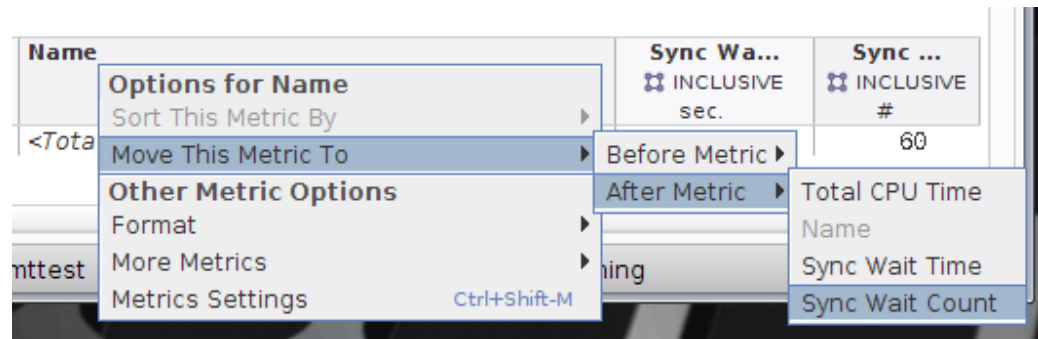 Name
Sync Wa...
Sync ...
INCLUSIVE
INCLUSIVE
sec.
#
<Tota
60
Options for Name
Sort This Metric By
Move This Metric To
Other Metric Options
Format
More Metrics
Metrics Settings Ctrl+Shift-M
Before Metric
After Metric
Total CPU Time
Name
Sync Wait Time
Sync Wait Count
mttest
ning